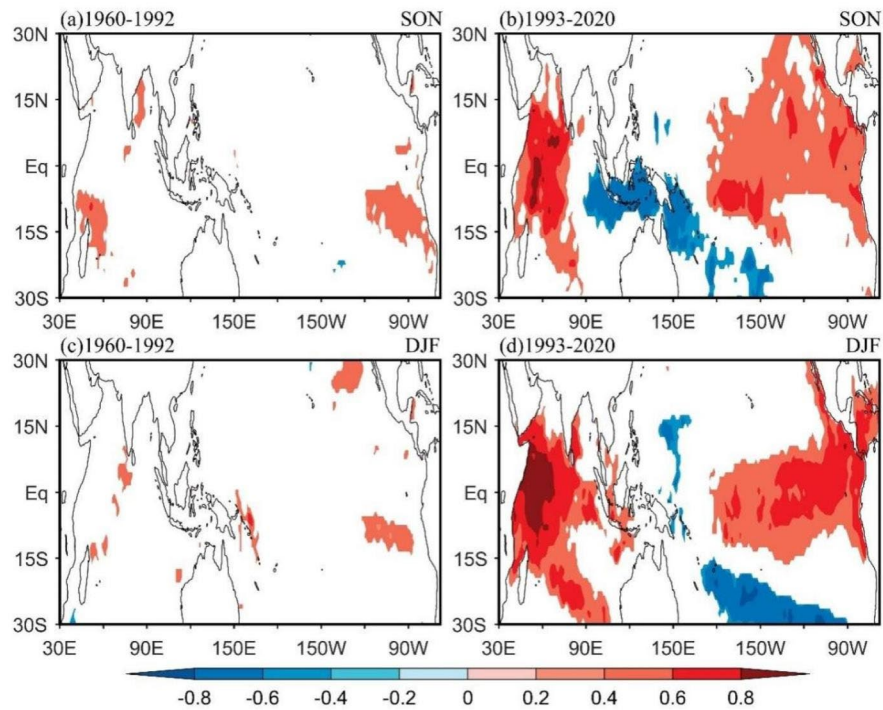 (a)1960-1992 SON
(b)1993-2020 SON
30N
15N
Eq
15S
30S
30N
15N
Eq
15S
30S
30E 90E 150E 150W 90W
30E 90E 150E 150W 90W
(c)1960-1992 DJF
(d)1993-2020 DJF
30N
15N
Eq
15S
30S
30N
15N
Eq
15S
30S
30E 90E 150E 150W 90W
30E 90E 150E 150W 90W
-0.8 -0.6 -0.4 -0.2 0 0.2 0.4 0.6 0.8